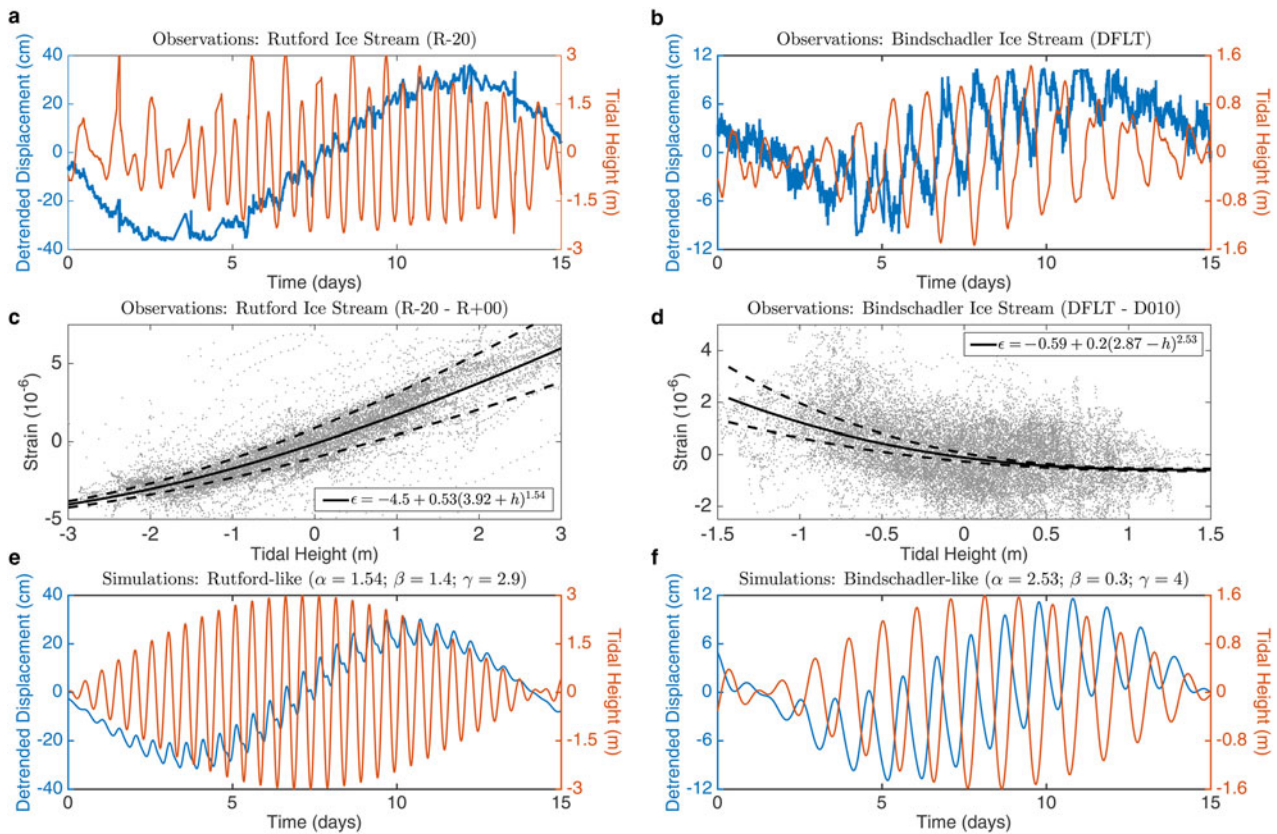 a
Observations: Rutford Ice Stream (R-20)
Detrended Displacement (cm)
40
20
0
-20
-40
3
1.5
0
-1.5
-3
Tidal Height (m)
0 5 10 15
Time (days)
b
Observations: Bindschadler Ice Stream (DFLT)
Detrended Displacement (cm)
12
6
0
-6
-12
1.6
0.8
0
-0.8
-1.6
Tidal Height (m)
0 5 10 15
Time (days)
c
Observations: Rutford Ice Stream (R-20 - R+00)
Strain (10⁻⁶)
5
0
-5
ϵ = −4.5 + 0.53(3.92 + h)^1.54
-3 -2 -1 0 1 2 3
Tidal Height (m)
d
Observations: Bindschadler Ice Stream (DFLT - D010)
Strain (10⁻⁶)
4
2
0
-2
ϵ = −0.59 + 0.2(2.87 − h)^2.53
-1.5 -1 -0.5 0 0.5 1 1.5
Tidal Height (m)
e
Simulations: Rutford-like (α = 1.54; β = 1.4; γ = 2.9)
Detrended Displacement (cm)
40
20
0
-20
-40
3
1.5
0
-1.5
-3
Tidal Height (m)
0 5 10 15
Time (days)
f
Simulations: Bindschadler-like (α = 2.53; β = 0.3; γ = 4)
Detrended Displacement (cm)
12
6
0
-6
-12
1.6
0.8
0
-0.8
-1.6
Tidal Height (m)
0 5 10 15
Time (days)